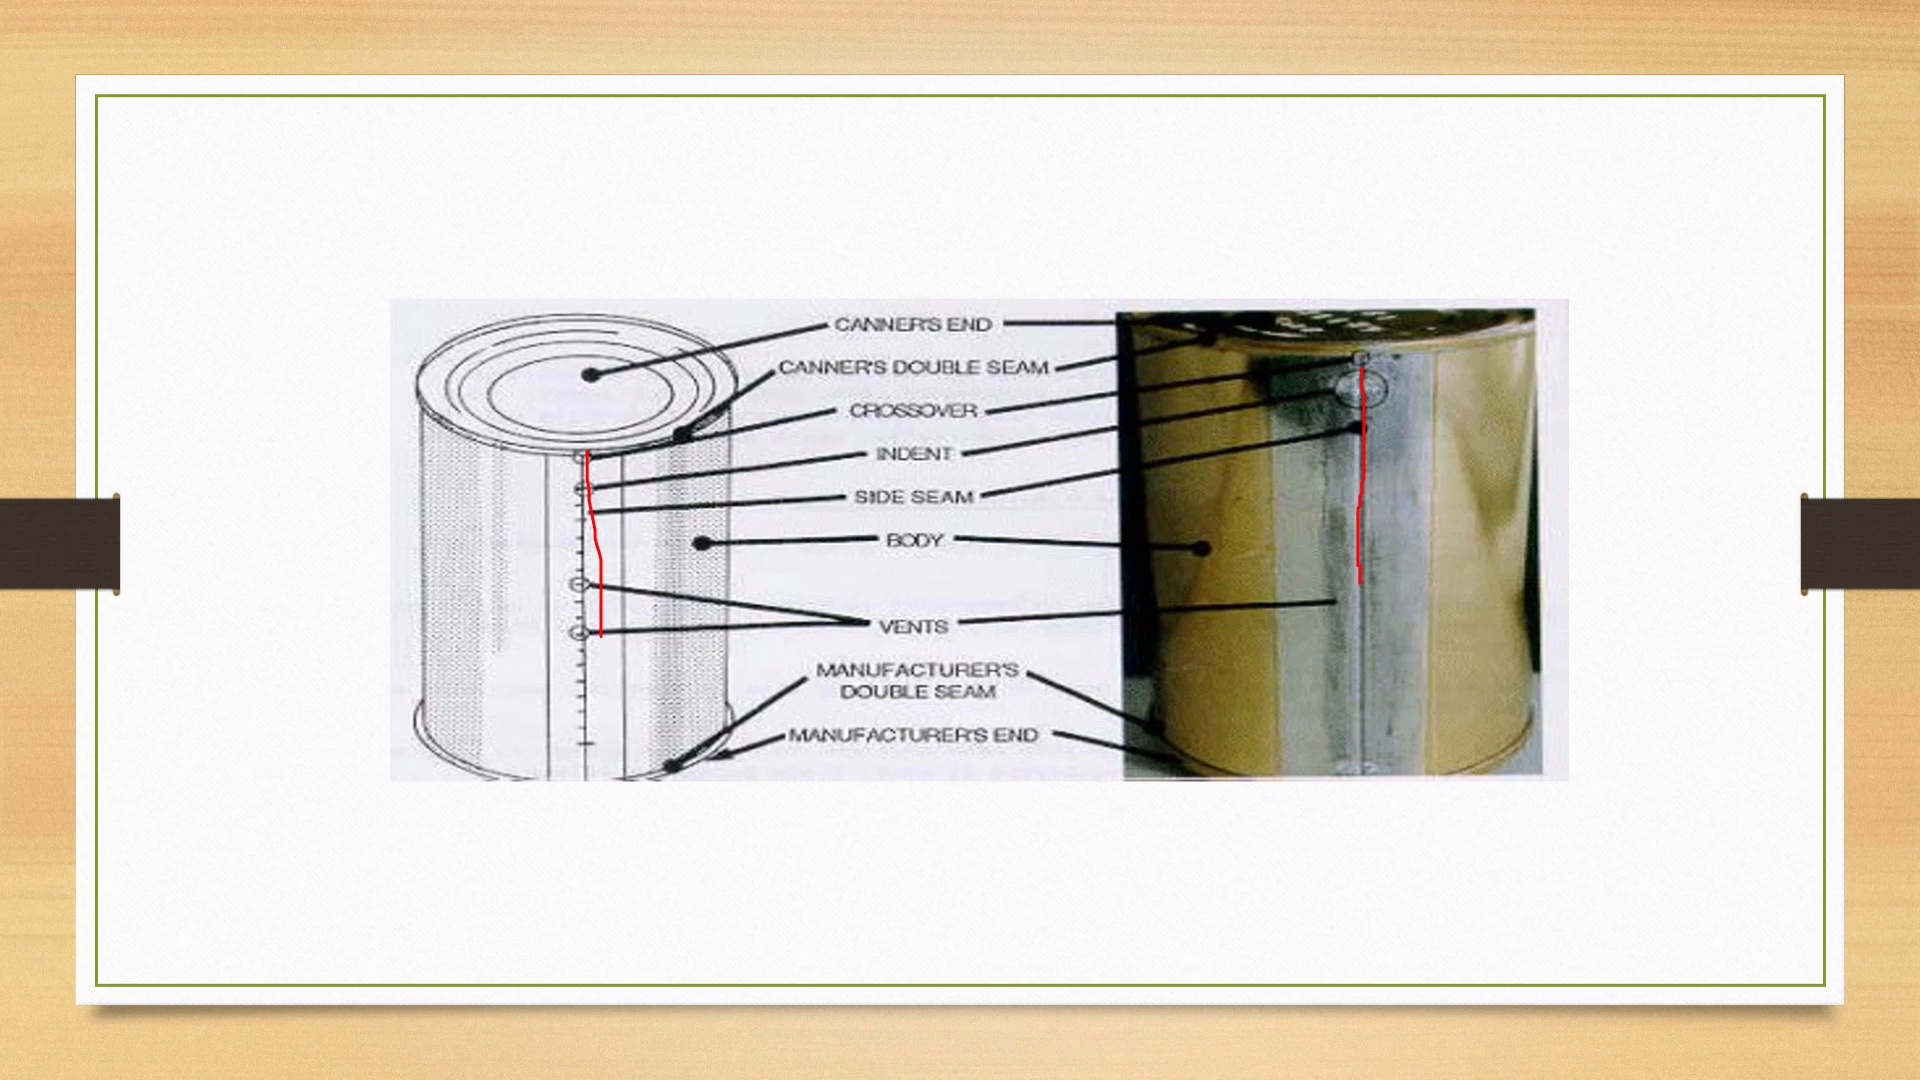 CANNER'S END
CANNER'S DOUBLE SEAM
CROSSOVER
INDENT
SIDE SEAM
BODY
VENTS
MANUFACTURER'S
DOUBLE SEAM
MANUFACTURER'S END